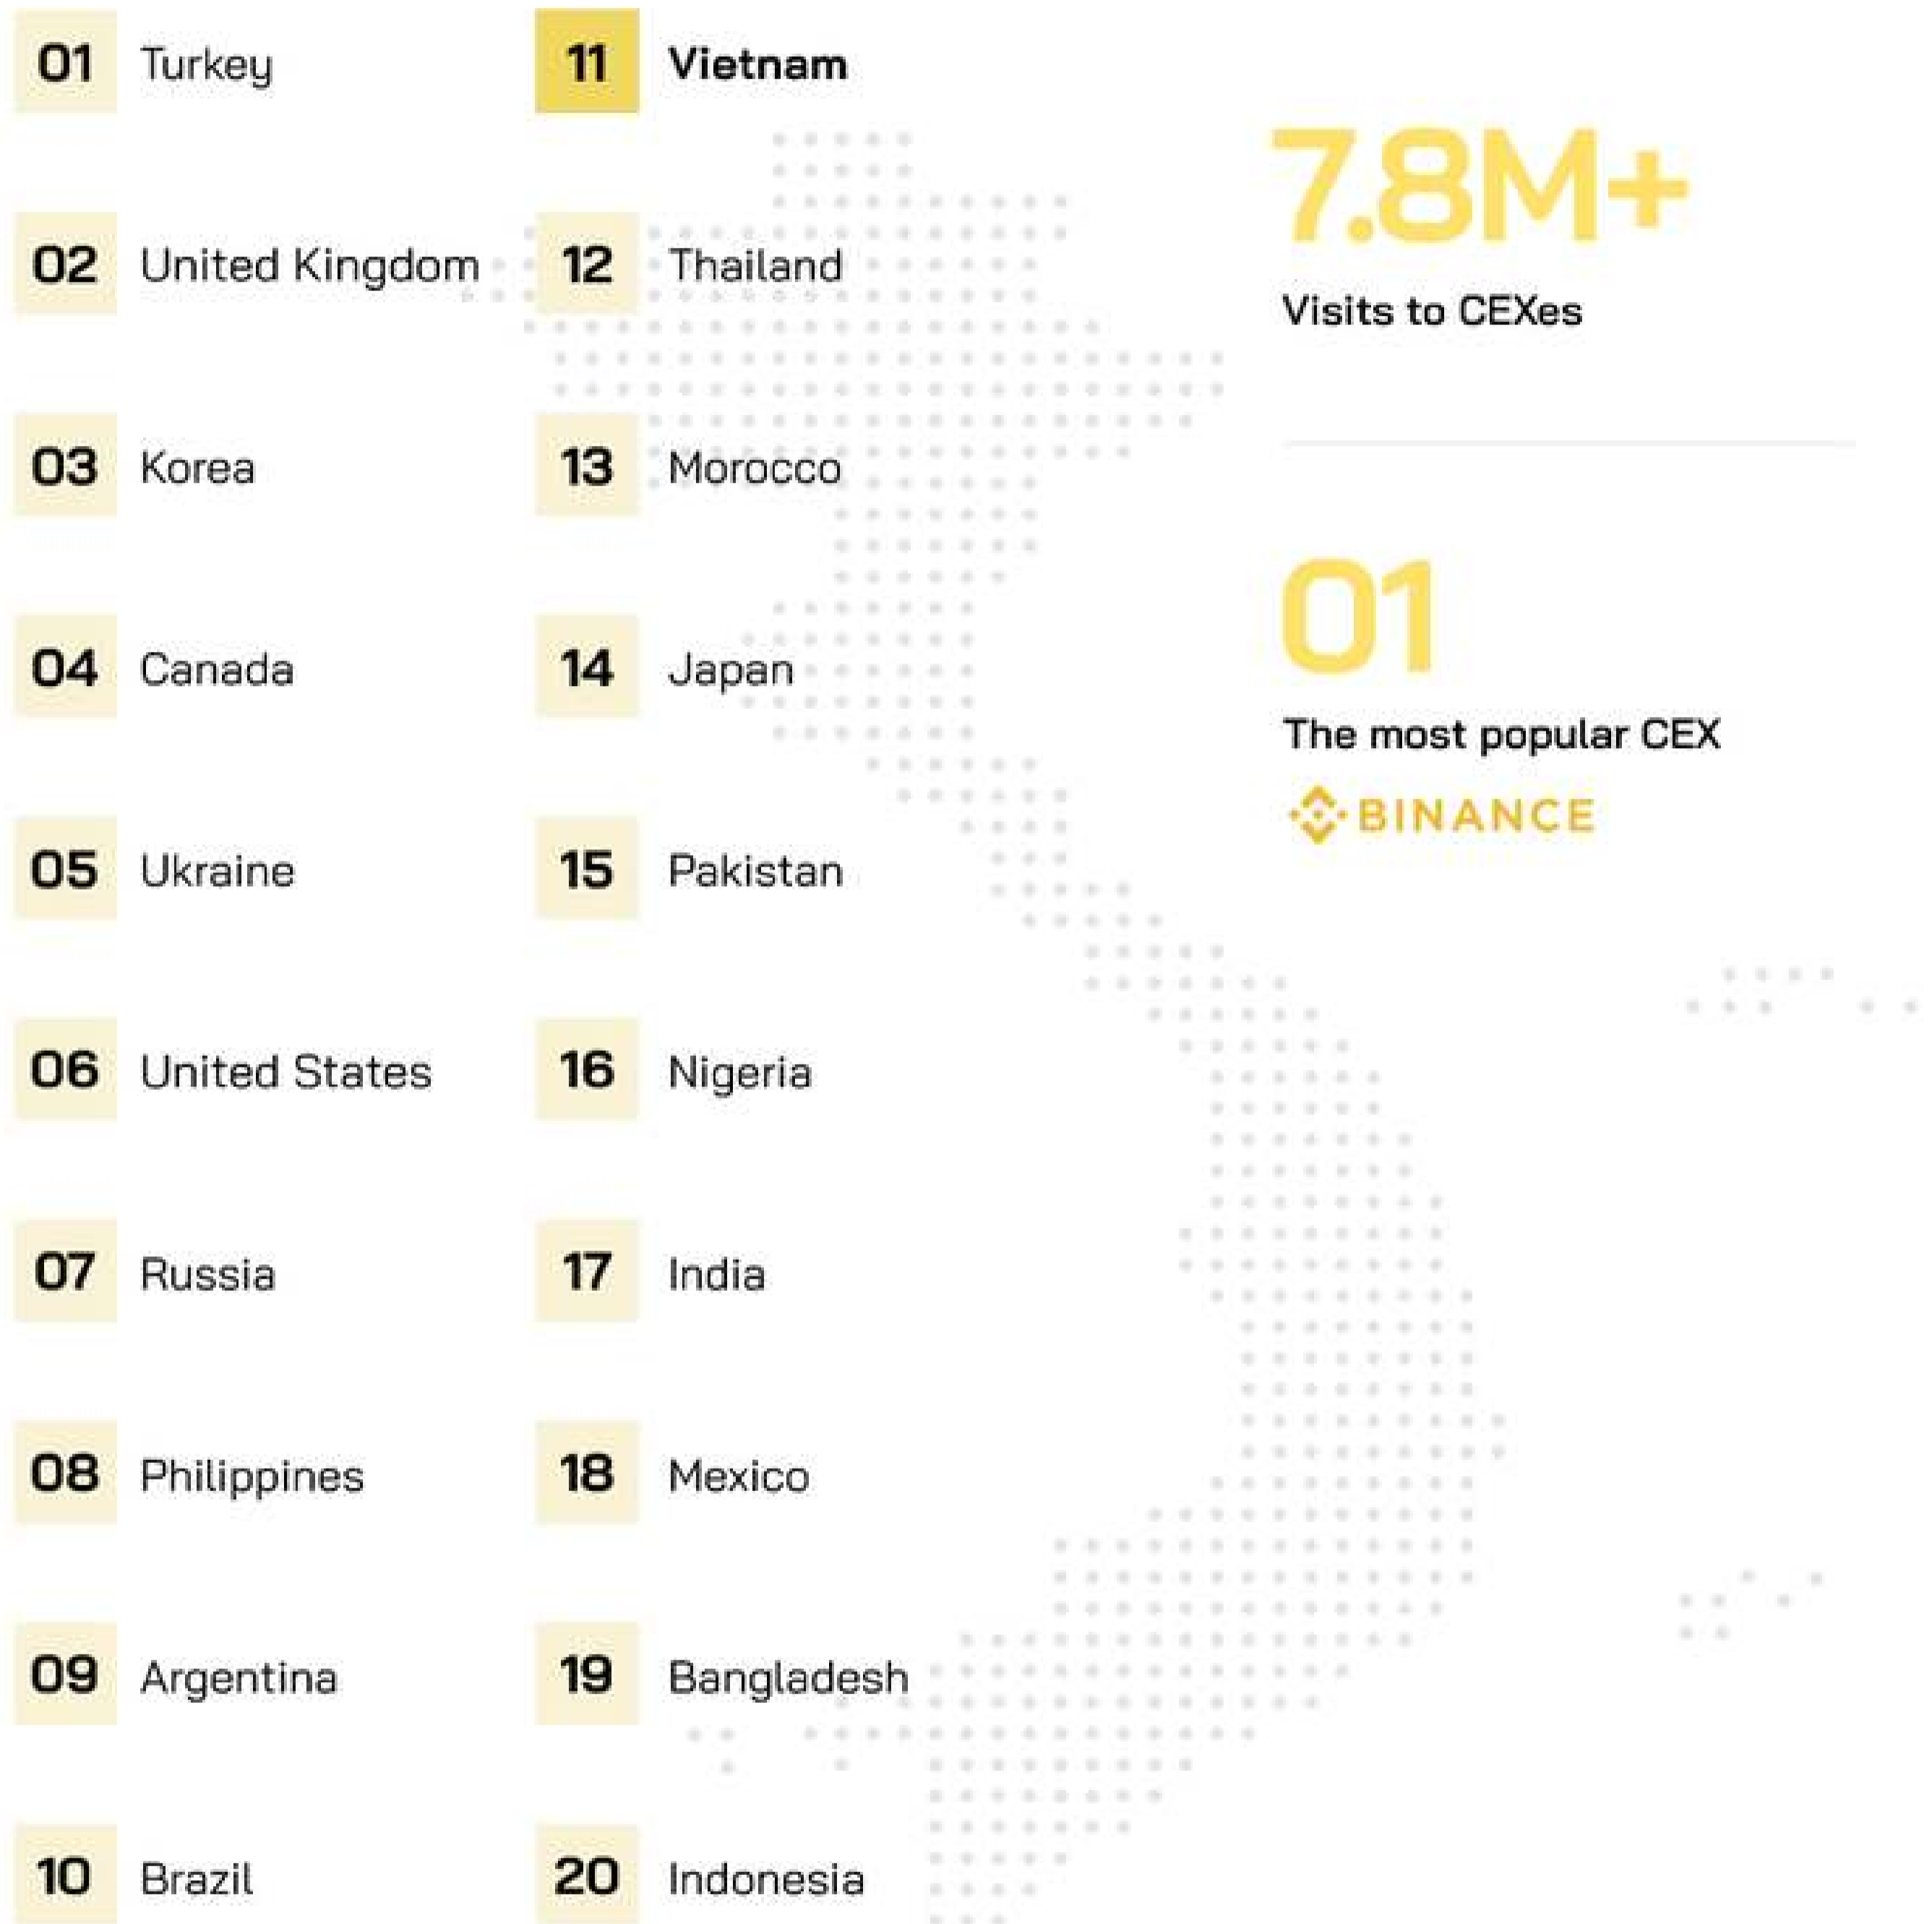 01 Turkey
02 United Kingdom
03 Korea
04 Canada
05 Ukraine
06 United States
07 Russia
08 Philippines
09 Argentina
10 Brazil
11 Vietnam
12 Thailand
13 Morocco
14 Japan
15 Pakistan
16 Nigeria
17 India
18 Mexico
19 Bangladesh
20 Indonesia
7.8M+
Visits to CEXes
01
The most popular CEX
BINANCE